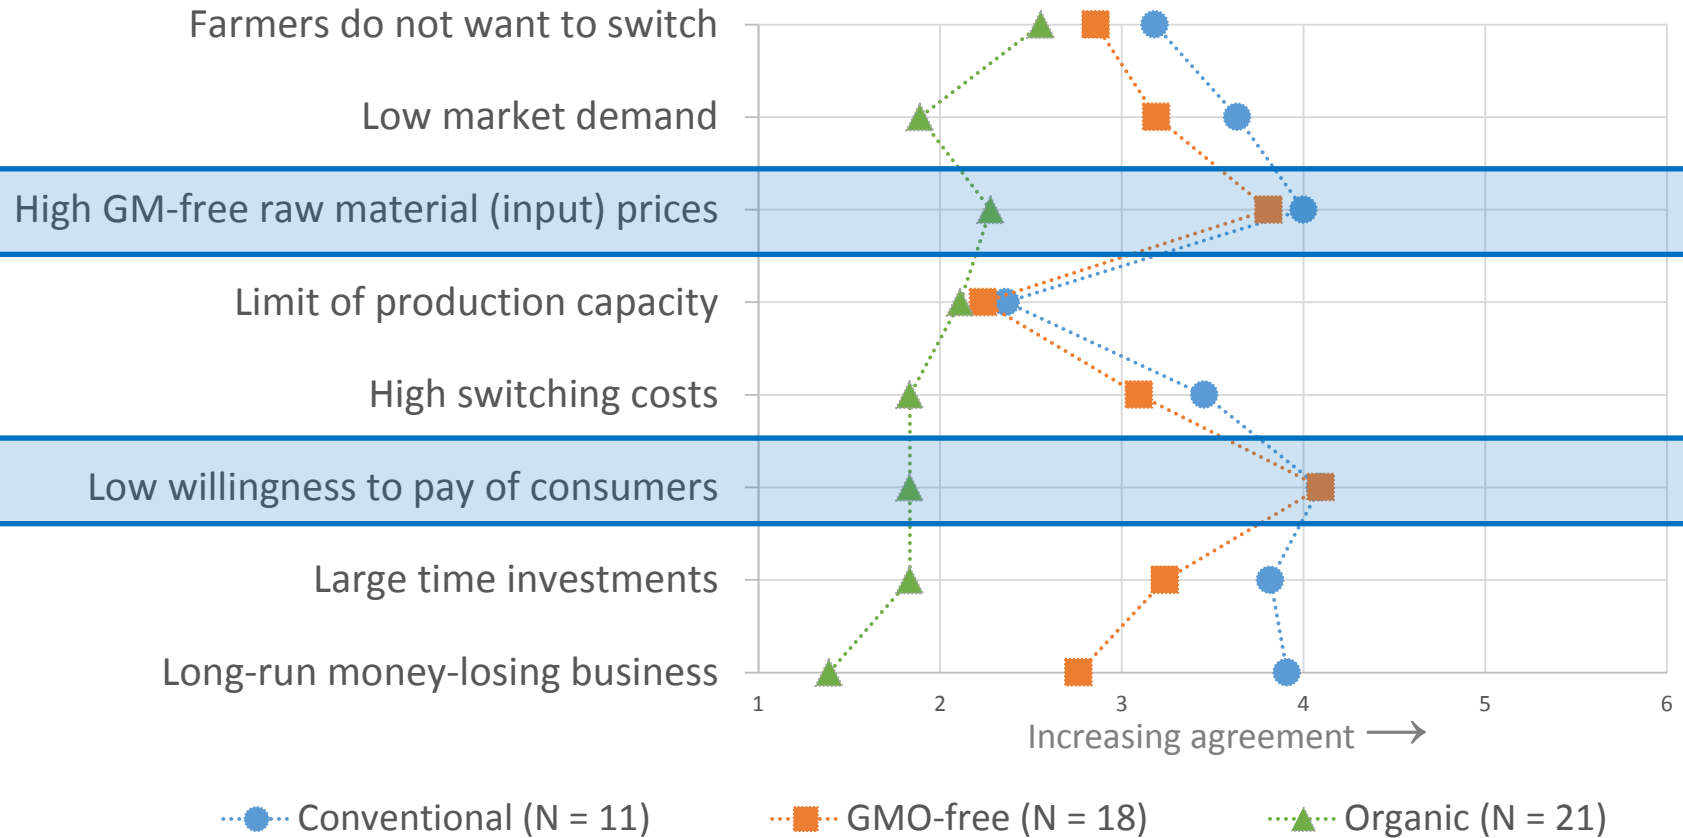 Farmers do not want to switch
Low market demand
High GM-free raw material (input) prices
Limit of production capacity
High switching costs
Low willingness to pay of consumers
Large time investments
Long-run money-losing business
1 2 3 4 5 6
Increasing agreement →
Conventional (N = 11) GMO-free (N = 18) Organic (N = 21)